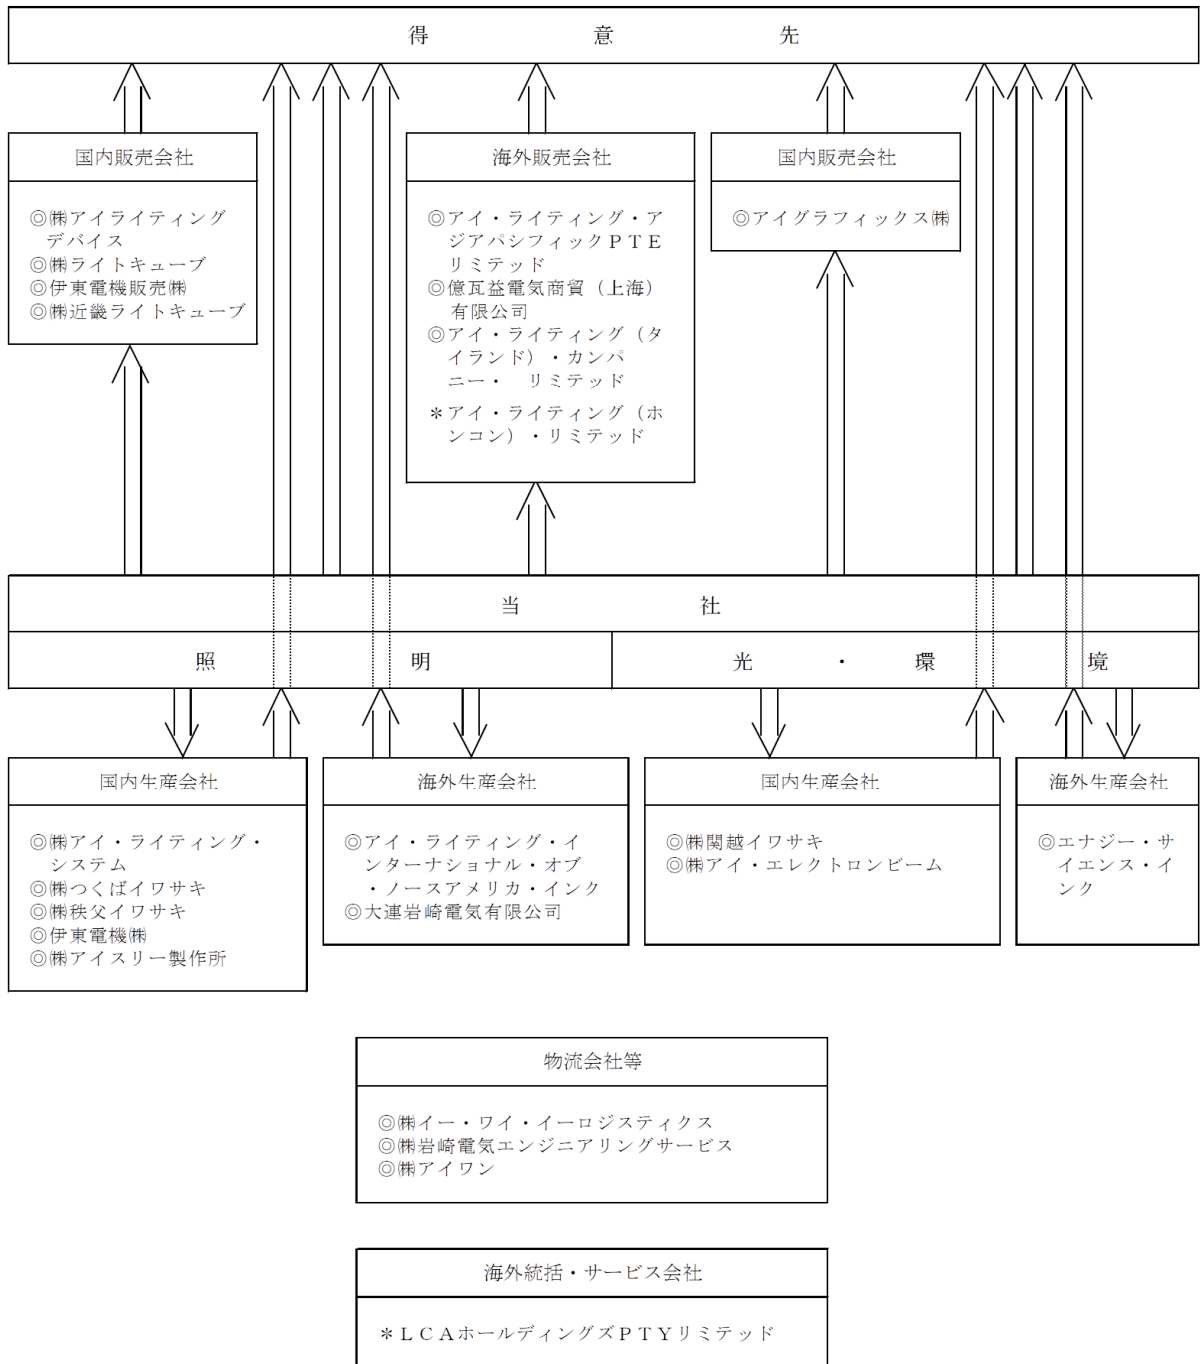 得意先
国内販売会社
◎㈱アイライティング
デバイス
◎㈱ライトキューブ
◎伊東電機販売㈱
◎㈱近畿ライトキューブ
海外販売会社
◎アイ・ライティング・ア
ジアパシフィックＰＴＥ
リミテッド
◎億瓦益電気商貿（上海）
有限公司
◎アイ・ライティング（タ
イランド）・カンパ
ニー・　リミテッド
＊アイ・ライティング（ホ
ンコン）・リミテッド
国内販売会社
◎アイグラフィックス㈱
当社
照明
光・環境
国内生産会社
◎㈱アイ・ライティング・
システム
◎㈱つくばイワサキ
◎㈱秩父イワサキ
◎伊東電機㈱
◎㈱アイスリー製作所
海外生産会社
◎アイ・ライティング・イ
ンターナショナル・オブ
・ノースアメリカ・インク
◎大連岩崎電気有限公司
国内生産会社
◎㈱関越イワサキ
◎㈱アイ・エレクトロンビーム
海外生産会社
◎エナジー・サ
イエンス・イ
ンク
物流会社等
◎㈱イー・ワイ・イーロジスティクス
◎㈱岩崎電気エンジニアリングサービス
◎㈱アイワン
海外統括・サービス会社
＊ＬＣＡホールディングズＰＴＹリミテッド